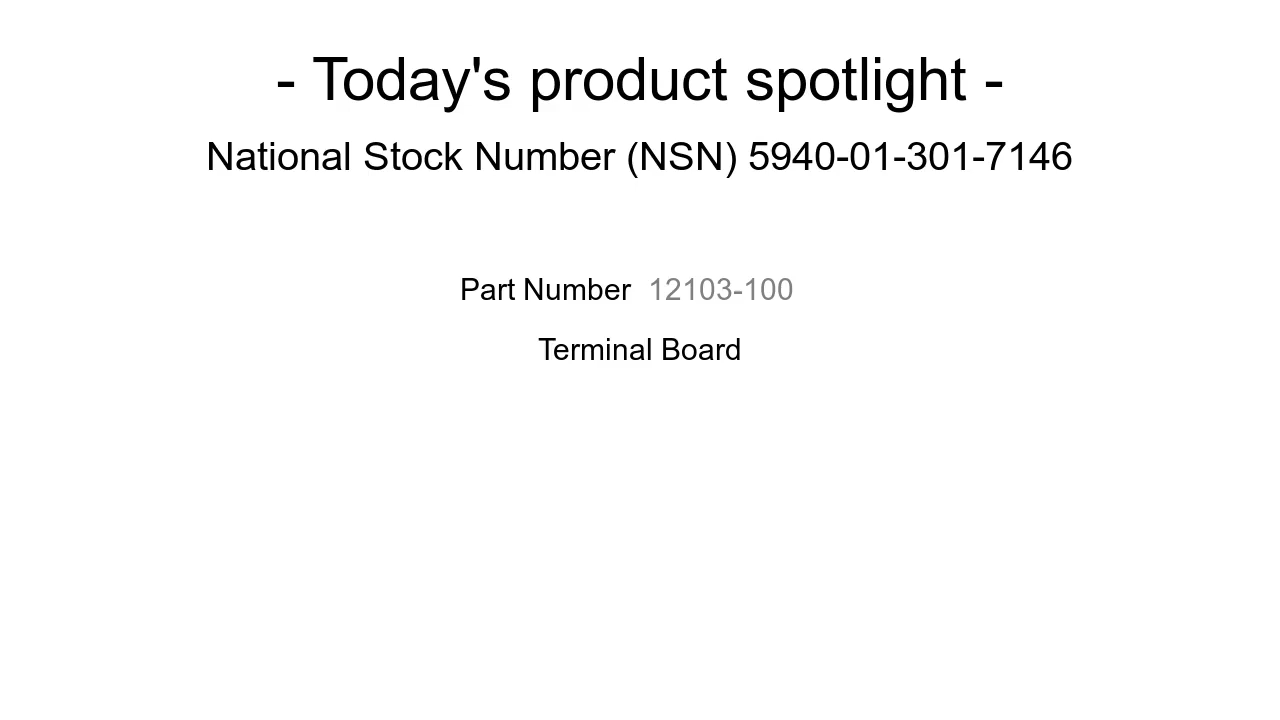 - Today's product spotlight -
National Stock Number (NSN) 5940-01-301-7146
Part Number 12103-100
Terminal Board